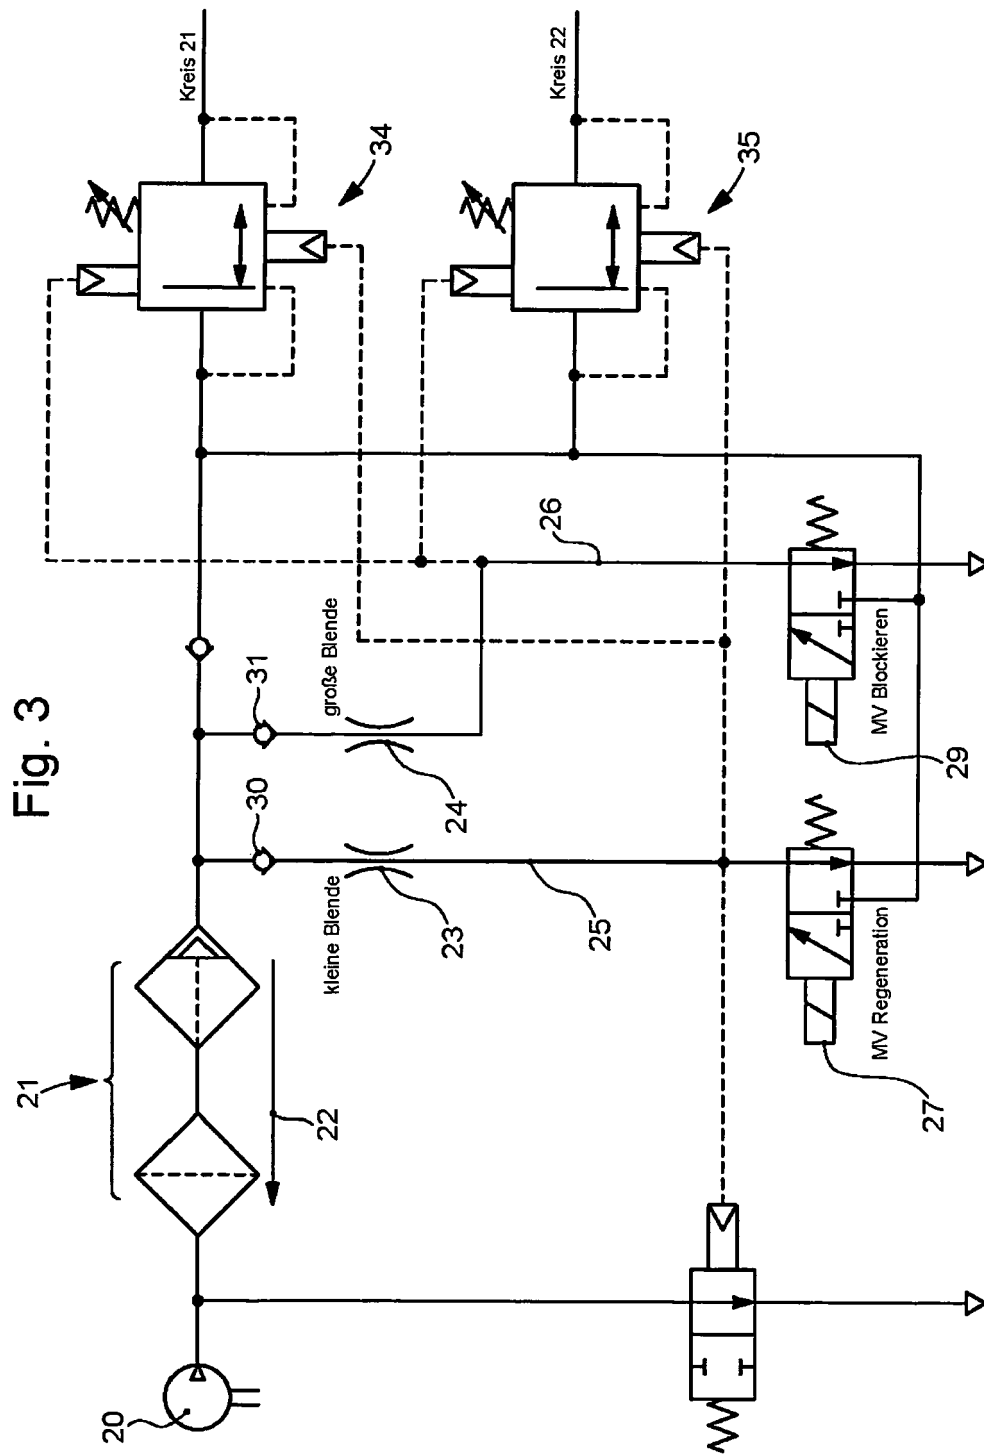 Fig. 3
20
21
22
kleine Blende
23
30
25
große Blende
24
31
26
MV Regeneration
27
MV Blockieren
29
Kreis 21
34
Kreis 22
35